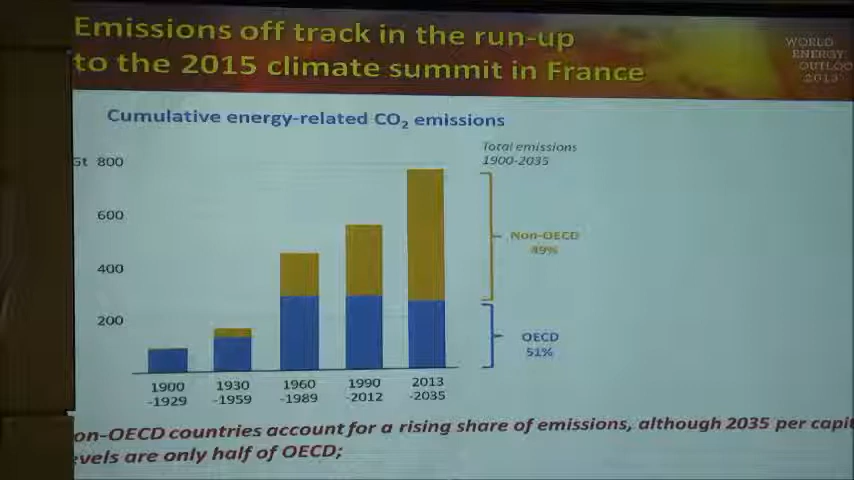 Emissions off track in the run-up
to the 2015 climate summit in France
WORLD
ENERGY
OUTLOO
2013
Cumulative energy-related CO₂ emissions
Total emissions
1900-2035
Gt 800
600
400
200
Non-OECD
49%
OECD
51%
1900
-1929
1930
-1959
1960
-1989
1990
-2012
2013
-2035
on-OECD countries account for a rising share of emissions, although 2035 per capit
evels are only half of OECD;